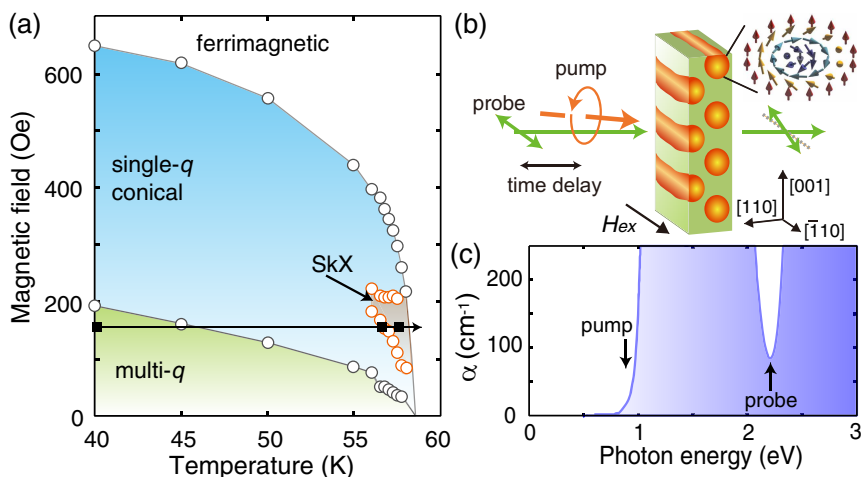 (a)
Magnetic field (Oe)
600
400
200
0
ferrimagnetic
single-q
conical
SkX
multi-q
40
45
50
55
60
Temperature (K)
(b)
pump
probe
time delay
Hex
[001]
[110]
[1̅10]
(c)
α (cm-1)
200
100
0
pump
probe
0
1
2
3
Photon energy (eV)